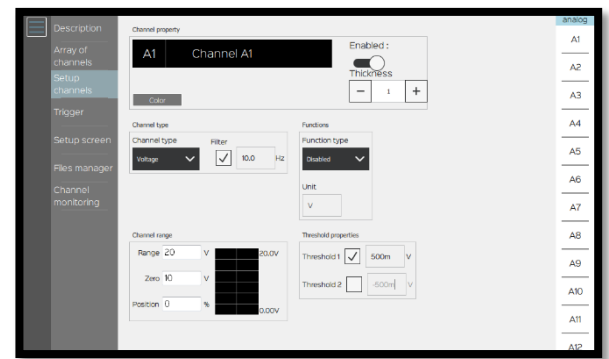 Description
Array of
channels
Setup
channels
Trigger
Setup screen
Files manager
Channel
monitoring
Channel property
A1 Channel A1
Color
Enabled :
Thickness
− 1 +
Channel type
Channel type Filter
Voltage 10.0 Hz
Functions
Function type
Disabled
Unit
V
Channel range
Range 20 V 20.0V
Zero 10 V
Position 0 % 0.00V
Threshold properties
Threshold 1 500m V
Threshold 2 -500m V
analog
A1
A2
A3
A4
A5
A6
A7
A8
A9
A10
A11
A12